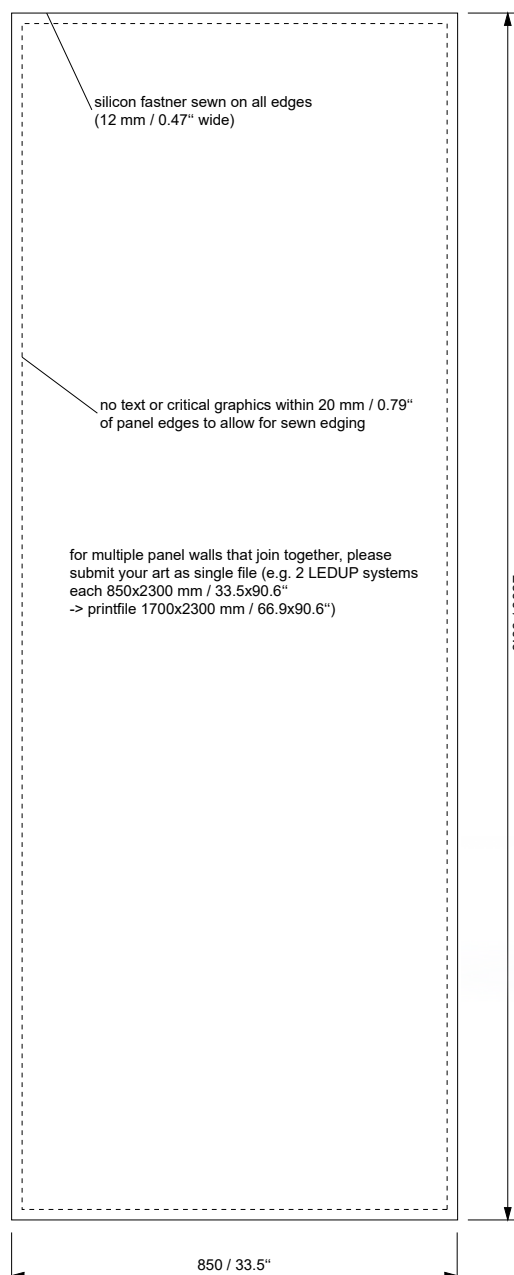 silicon fastner sewn on all edges
(12 mm / 0.47“ wide)
no text or critical graphics within 20 mm / 0.79“
of panel edges to allow for sewn edging
for multiple panel walls that join together, please
submit your art as single file (e.g. 2 LEDUP systems
each 850x2300 mm / 33.5x90.6“
-> printfile 1700x2300 mm / 66.9x90.6“)
850 / 33.5“